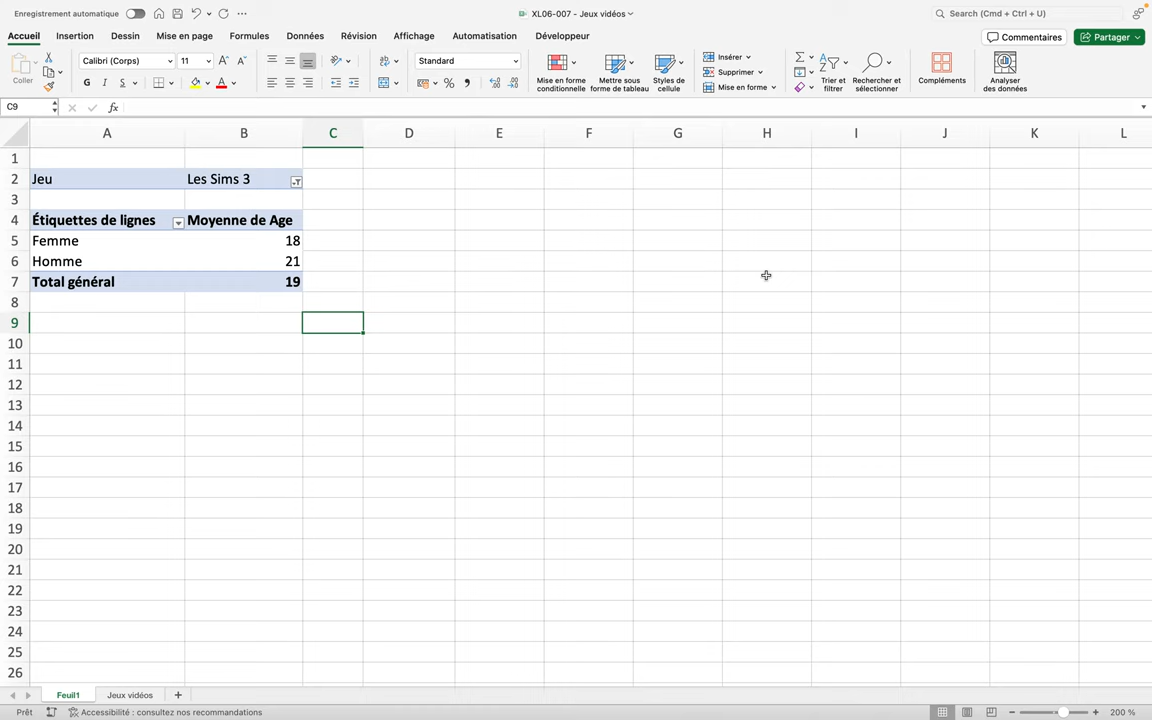 Enregistrement automatique
XL06-007 - Jeux vidéos
Search (Cmd + Ctrl + U)
Accueil Insertion Dessin Mise en page Formules Données Révision Affichage Automatisation Développeur
Commentaires
Partager
Coller
Calibri (Corps)
11
G I S
A A
A
ab
Standard
%
Mise en forme conditionnelle
Mettre sous forme de tableau
Styles de cellule
Insérer
Supprimer
Mise en forme
Trier et filtrer
Rechercher et sélectionner
Compléments
Analyser des données
C9
fx
A B C D E F G H I J K L
1
2 Jeu Les Sims 3
3
4 Étiquettes de lignes Moyenne de Age
5 Femme 18
6 Homme 21
7 Total général 19
8
9
10
11
12
13
14
15
16
17
18
19
20
21
22
23
24
25
26
Feuil1
Jeux vidéos
Prêt
Accessibilité : consultez nos recommandations
200 %